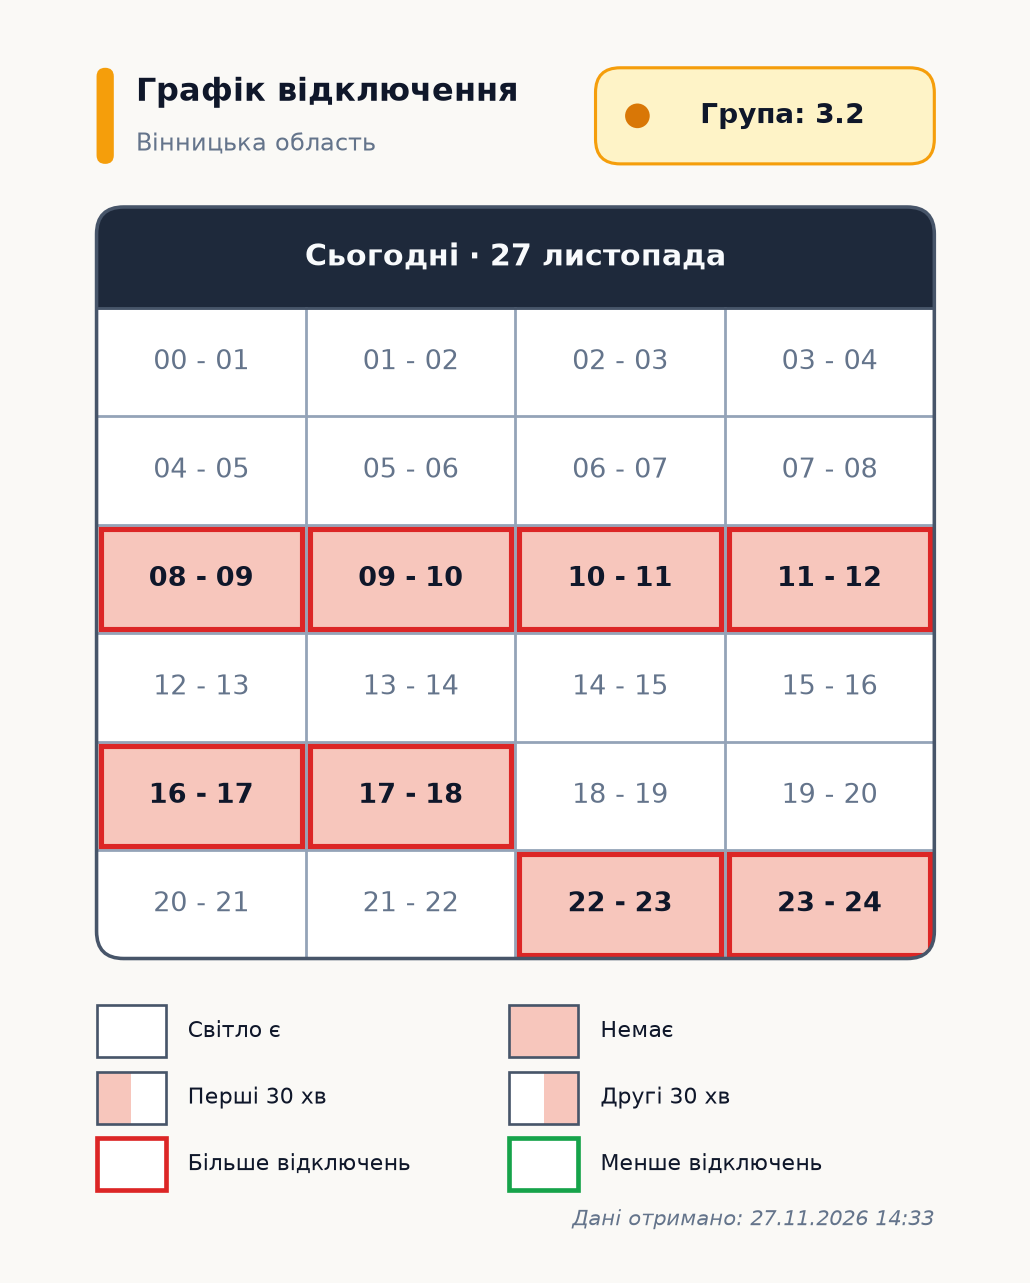 Графік відключення
Вінницька область
Група: 3.2
Сьогодні · 27 листопада
00 - 01 01 - 02 02 - 03 03 - 04
04 - 05 05 - 06 06 - 07 07 - 08
08 - 09 09 - 10 10 - 11 11 - 12
12 - 13 13 - 14 14 - 15 15 - 16
16 - 17 17 - 18 18 - 19 19 - 20
20 - 21 21 - 22 22 - 23 23 - 24
Світло є Немає
Перші 30 хв Другі 30 хв
Більше відключень Менше відключень
Дані отримано: 27.11.2026 14:33